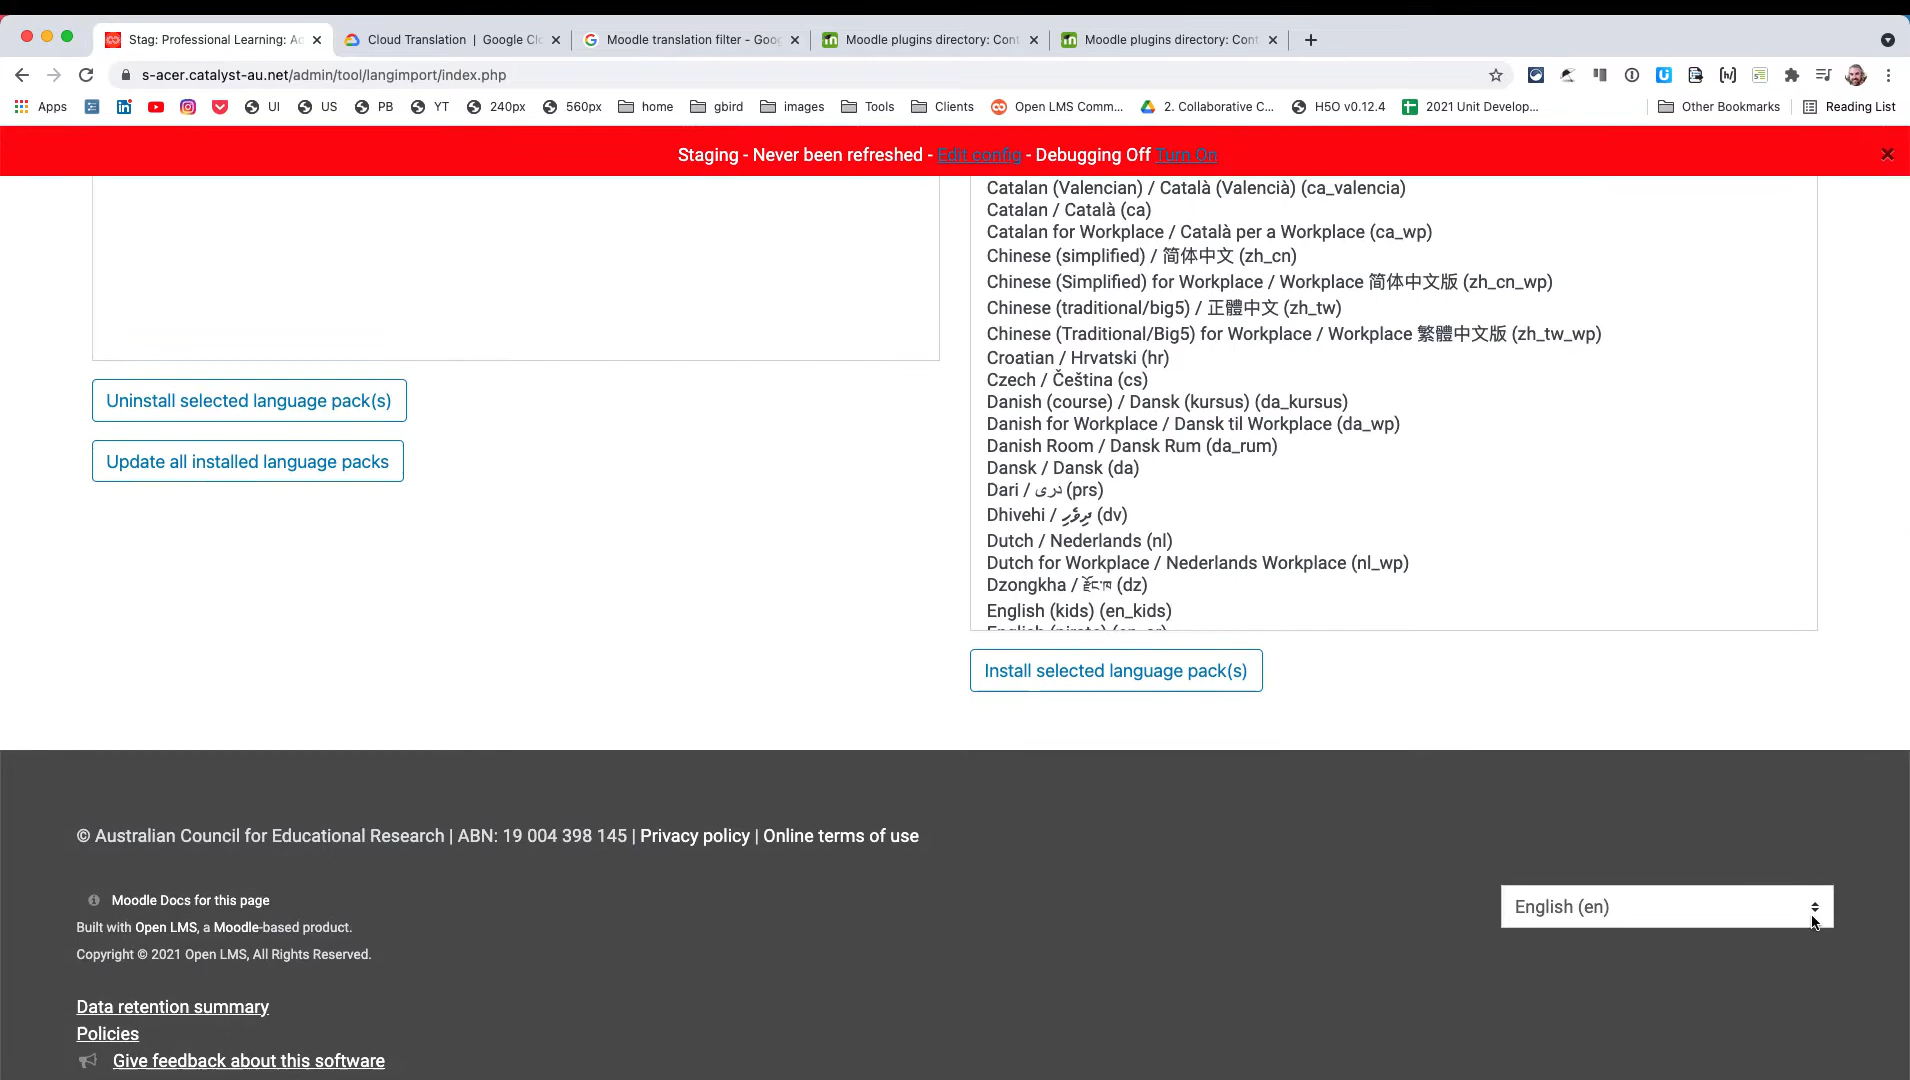 Stag: Professional Learning: Ad
Cloud Translation | Google Clo
Moodle translation filter - Goog
Moodle plugins directory: Cont
Moodle plugins directory: Cont
s-acer.catalyst-au.net/admin/tool/langimport/index.php
Apps
UI
US
PB
YT
240px
560px
home
gbird
images
Tools
Clients
Open LMS Comm...
2. Collaborative C...
H5O v0.12.4
2021 Unit Develop...
Other Bookmarks
Reading List
Staging - Never been refreshed - Edit config - Debugging Off Turn On
Catalan (Valencian) / Català (Valencià) (ca_valencia)
Catalan / Català (ca)
Catalan for Workplace / Català per a Workplace (ca_wp)
Chinese (simplified) / 简体中文 (zh_cn)
Chinese (Simplified) for Workplace / Workplace 简体中文版 (zh_cn_wp)
Chinese (traditional/big5) / 正體中文 (zh_tw)
Chinese (Traditional/Big5) for Workplace / Workplace 繁體中文版 (zh_tw_wp)
Croatian / Hrvatski (hr)
Czech / Čeština (cs)
Danish (course) / Dansk (kursus) (da_kursus)
Danish for Workplace / Dansk til Workplace (da_wp)
Danish Room / Dansk Rum (da_rum)
Dansk / Dansk (da)
Dari / دری (prs)
Dhivehi / ދިވެހި (dv)
Dutch / Nederlands (nl)
Dutch for Workplace / Nederlands Workplace (nl_wp)
Dzongkha / རྫོང་ཁ (dz)
English (kids) (en_kids)
English (pirate) (en_ar)
Uninstall selected language pack(s)
Update all installed language packs
Install selected language pack(s)
© Australian Council for Educational Research | ABN: 19 004 398 145 | Privacy policy | Online terms of use
Moodle Docs for this page
Built with Open LMS, a Moodle-based product.
Copyright © 2021 Open LMS, All Rights Reserved.
English (en)
Data retention summary
Policies
Give feedback about this software